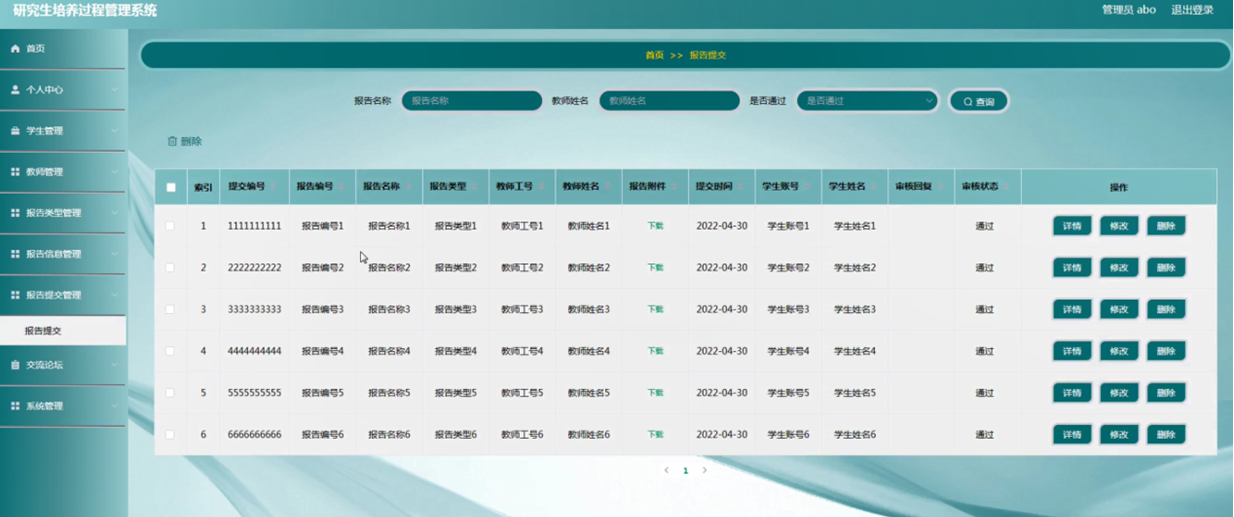 研究生培养过程管理系统
管理员 abo 退出登录
首页
个人中心
学生管理
教师管理
报告类型管理
报告信息管理
报告提交管理
报告提交
交流论坛
系统管理
首页 >> 报告提交
报告名称 报告名称 教师姓名 教师姓名 是否通过 是否通过 查询
删除
索引 提交编号 报告编号 报告名称 报告类型 教师工号 教师姓名 报告附件 提交时间 学生账号 学生姓名 审核回复 审核状态 操作
1 1111111111 报告编号1 报告名称1 报告类型1 教师工号1 教师姓名1 下载 2022-04-30 学生账号1 学生姓名1 通过 详情 修改 删除
2 2222222222 报告编号2 报告名称2 报告类型2 教师工号2 教师姓名2 下载 2022-04-30 学生账号2 学生姓名2 通过 详情 修改 删除
3 3333333333 报告编号3 报告名称3 报告类型3 教师工号3 教师姓名3 下载 2022-04-30 学生账号3 学生姓名3 通过 详情 修改 删除
4 4444444444 报告编号4 报告名称4 报告类型4 教师工号4 教师姓名4 下载 2022-04-30 学生账号4 学生姓名4 通过 详情 修改 删除
5 5555555555 报告编号5 报告名称5 报告类型5 教师工号5 教师姓名5 下载 2022-04-30 学生账号5 学生姓名5 通过 详情 修改 删除
6 6666666666 报告编号6 报告名称6 报告类型6 教师工号6 教师姓名6 下载 2022-04-30 学生账号6 学生姓名6 通过 详情 修改 删除
1